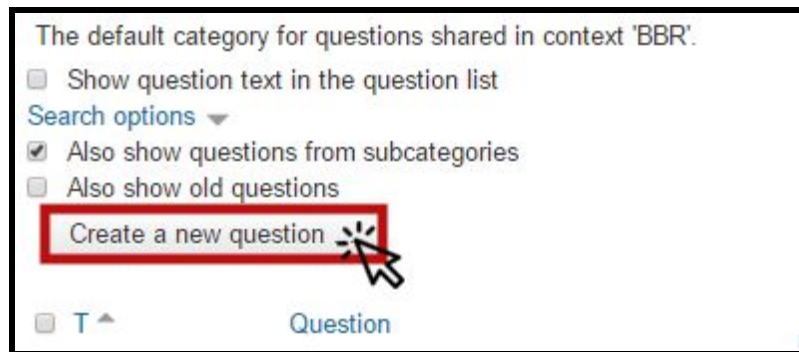 The default category for questions shared in context 'BBR'.
Show question text in the question list
Search options
Also show questions from subcategories
Also show old questions
Create a new question
T Question